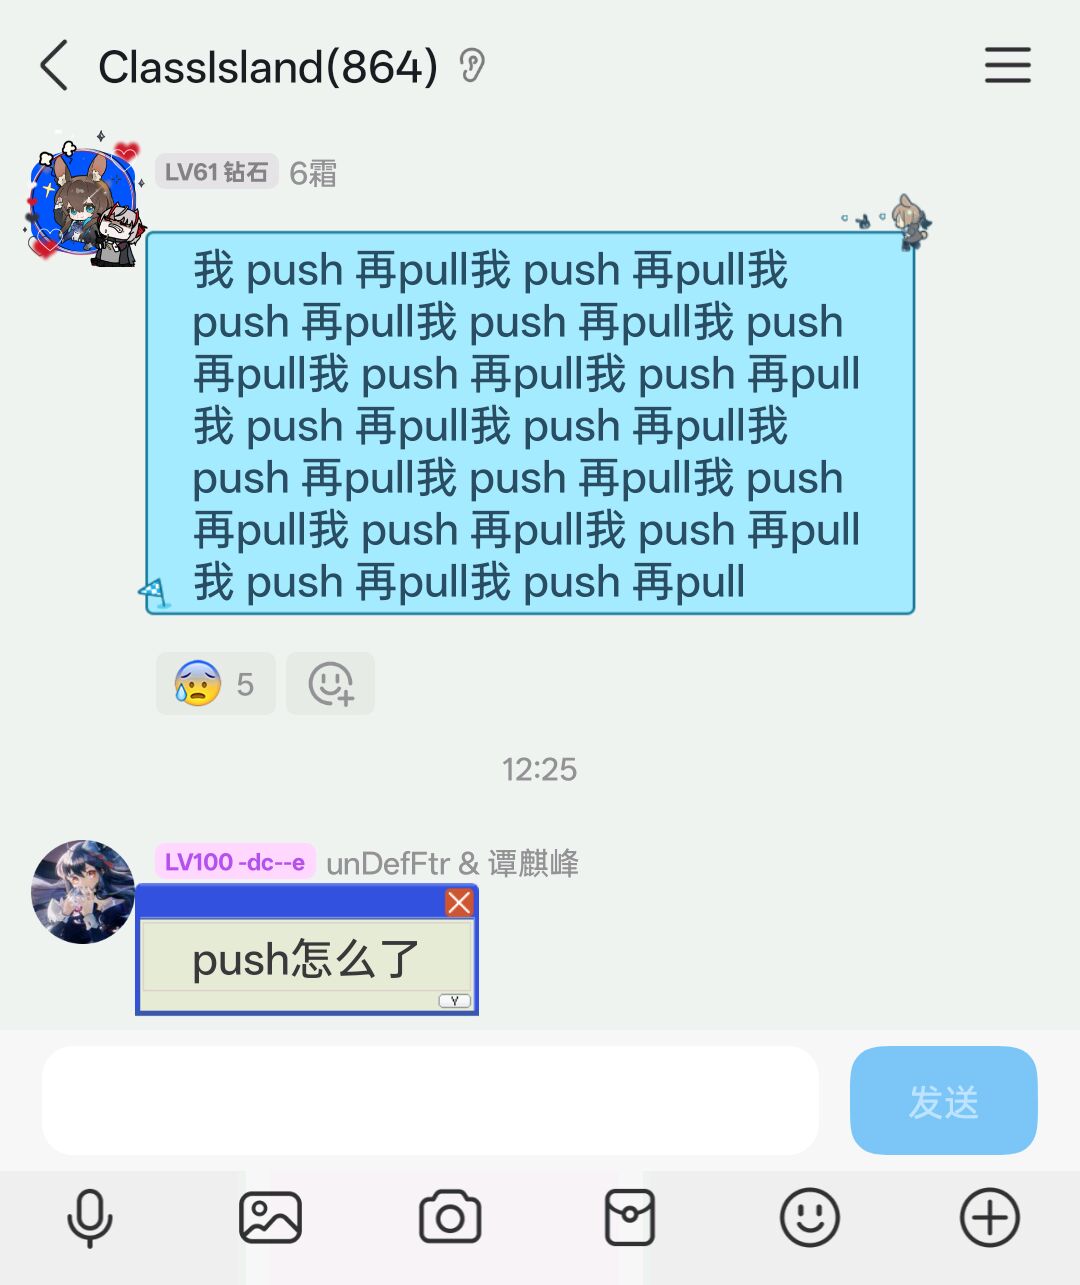 ClassIsland(864)
LV61 钻石 6霜
我 push 再pull我 push 再pull我
push 再pull我 push 再pull我 push
再pull我 push 再pull我 push 再pull
我 push 再pull我 push 再pull我
push 再pull我 push 再pull我 push
再pull我 push 再pull我 push 再pull
我 push 再pull我 push 再pull
5
12:25
LV100 -dc--e unDefFtr & 谭麒峰
push怎么了
Y
发送